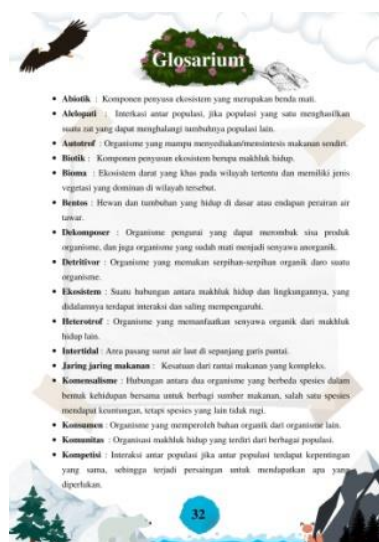 Glosarium
• Abiotik : Komponen penyusu ekosistem yang merupakan benda mati.
• Alelopati : Interkasi antar populasi, jika populasi yang satu menghasilkan
suatu zat yang dapat menghalangi tumbuhnya populasi lain.
• Autotrof : Organisme yang mampu menyediakan/mensintesis makanan sendiri.
• Biotik : Komponen penyusun ekosistem berupa makhluk hidup.
• Bioma : Ekosistem darat yang khas pada wilayah tertentu dan memiliki jenis
vegetasi yang dominan di wilayah tersebut.
• Bentos : Hewan dan tumbuhan yang hidup di dasar atau endapan perairan air
tawar.
• Dekomposer : Organisme pengurai yang dapat merombak sisa produk
organisme, dan juga organisme yang sudah mati menjadi senyawa anorganik.
• Detritivor : Organisme yang memakan serpihan-serpihan organik daro suatu
organisme.
• Ekosistem : Suatu hubungan antara makhluk hidup dan lingkungannya, yang
didalamnya terdapat interaksi dan saling mempengaruhi.
• Heterotrof : Organisme yang memanfaatkan senyawa organik dari makhluk
hidup lain.
• Intertidal : Area pasang surut air laut di sepanjang garis pantai.
• Jaring jaring makanan : Kesatuan dari rantai makanan yang kompleks.
• Komensalisme : Hubungan antara dua organisme yang berbeda spesies dalam
bentuk kehidupan bersama untuk berbagi sumber makanan, salah satu spesies
mendapat keuntungan, tetapi spesies yang lain tidak rugi.
• Konsumen : Organisme yang memperoleh bahan organik dari organisme lain.
• Komunitas : Organisasi makhluk hidup yang terdiri dari berbagai populasi.
• Kompetisi : Interaksi antar populasi jika antar populasi terdapat kepentingan
yang sama, sehingga terjadi persaingan untuk mendapatkan apa yang
diperlukan.
32